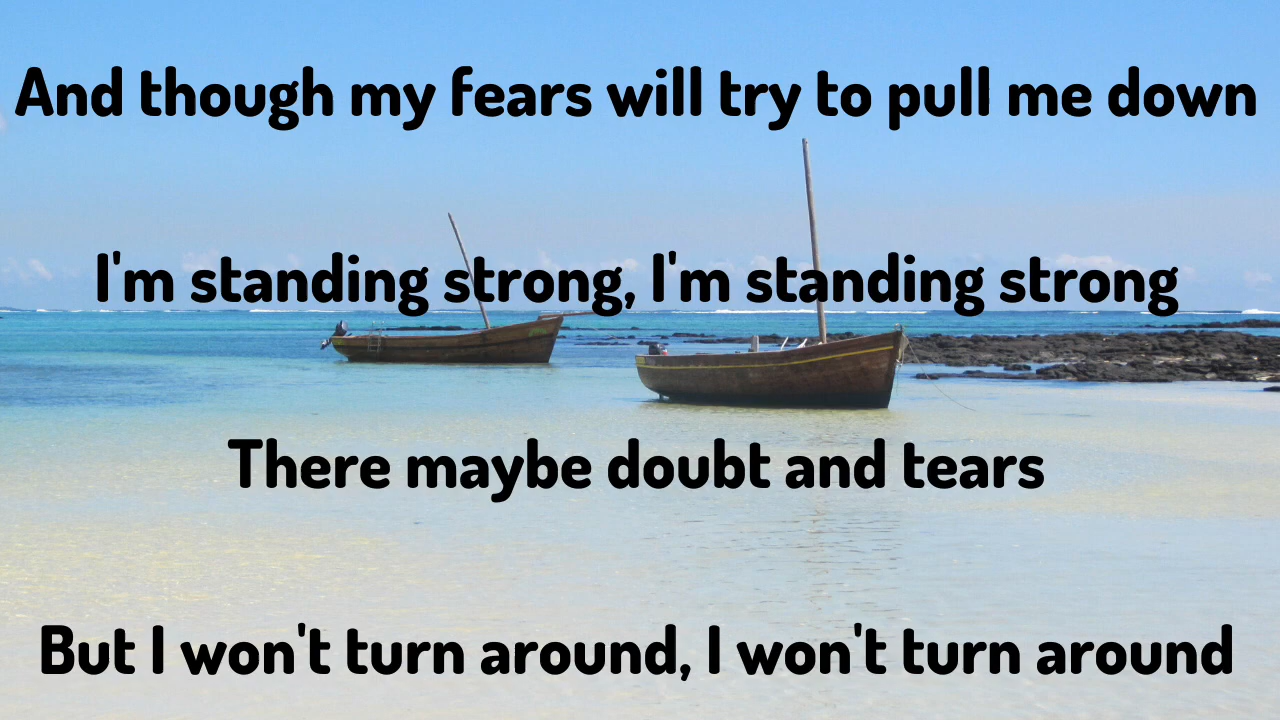 And though my fears will try to pull me down
I'm standing strong, I'm standing strong
There maybe doubt and tears
But I won't turn around, I won't turn around